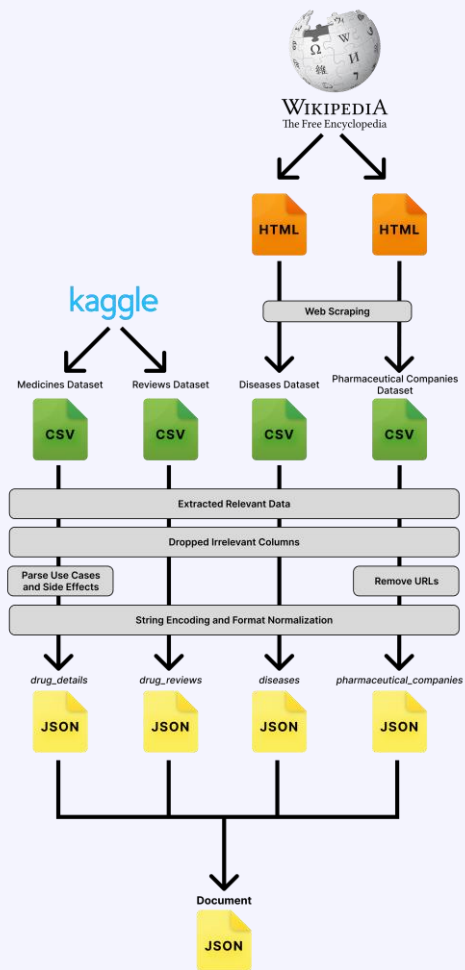 Ω
W
И
維
WIKIPEDIA
The Free Encyclopedia
HTML
HTML
Web Scraping
kaggle
Medicines Dataset
Reviews Dataset
Diseases Dataset
Pharmaceutical Companies
Dataset
CSV
CSV
CSV
CSV
Extracted Relevant Data
Dropped Irrelevant Columns
Parse Use Cases
and Side Effects
Remove URLs
String Encoding and Format Normalization
drug_details
drug_reviews
diseases
pharmaceutical_companies
JSON
JSON
JSON
JSON
Document
JSON